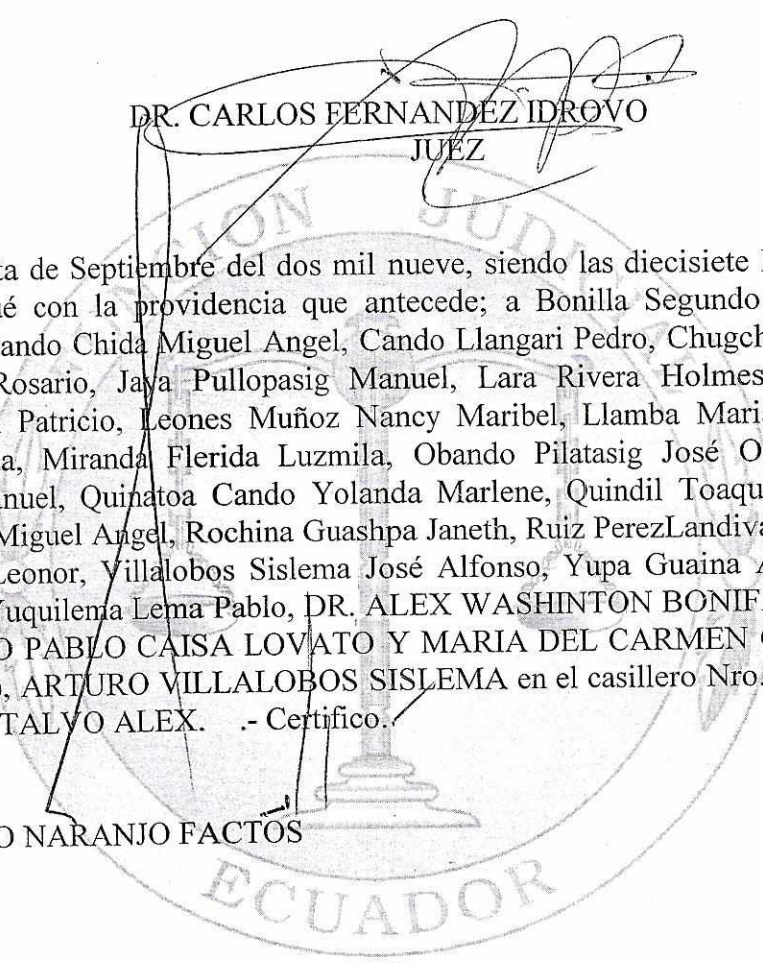 DR. CARLOS FERNANDEZ IDROVO
JUEZ
FUNCION JUDICIAL
ta de Septiembre del dos mil nueve, siendo las diecisiete
ué con la providencia que antecede; a Bonilla Segundo
ando Chida Miguel Angel, Cando Llangari Pedro, Chugch
Rosario, Jaya Pullopasig Manuel, Lara Rivera Holmes
Patricio, Leones Muñoz Nancy Maribel, Llamba Mari
a, Miranda Flerida Luzmila, Obando Pilatasig José O
nuel, Quinatoa Cando Yolanda Marlene, Quindil Toaqu
Miguel Angel, Rochina Guashpa Janeth, Ruiz PerezLandiva
Leonor, Villalobos Sislema José Alfonso, Yupa Guaina A
Yuquilema Lema Pablo, DR. ALEX WASHINTON BONIF
O PABLO CAISA LOVATO Y MARIA DEL CARMEN
, ARTURO VILLALOBOS SISLEMA en el casillero Nro.
TALVO ALEX. .- Certifico.
O NARANJO FACTOS
ECUADOR